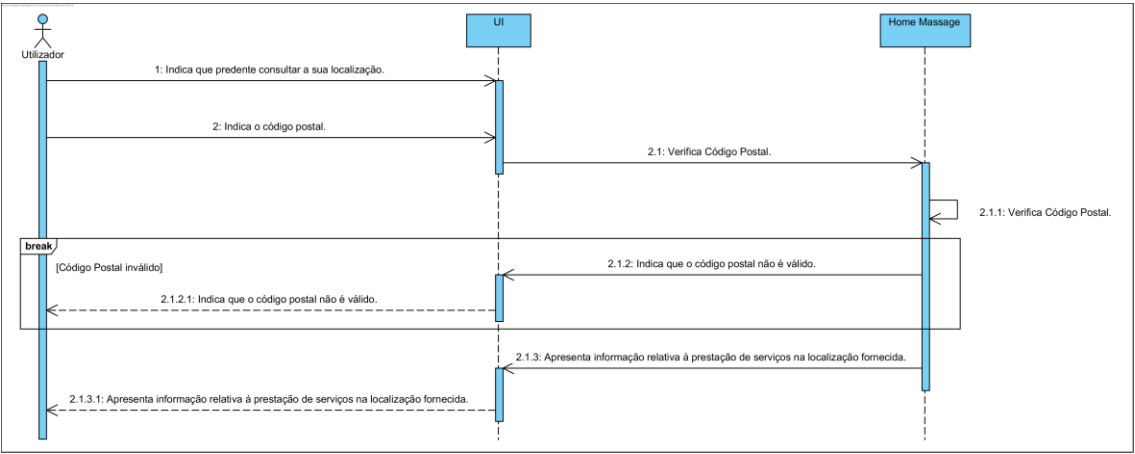 UI
Home Massage
Utilizador
1: Indica que predente consultar a sua localização.
2: Indica o código postal.
2.1: Verifica Código Postal.
2.1.1: Verifica Código Postal.
break
[Código Postal inválido]
2.1.2: Indica que o código postal não é válido.
2.1.2.1: Indica que o código postal não é válido.
2.1.3: Apresenta informação relativa à prestação de serviços na localização fornecida.
2.1.3.1: Apresenta informação relativa à prestação de serviços na localização fornecida.